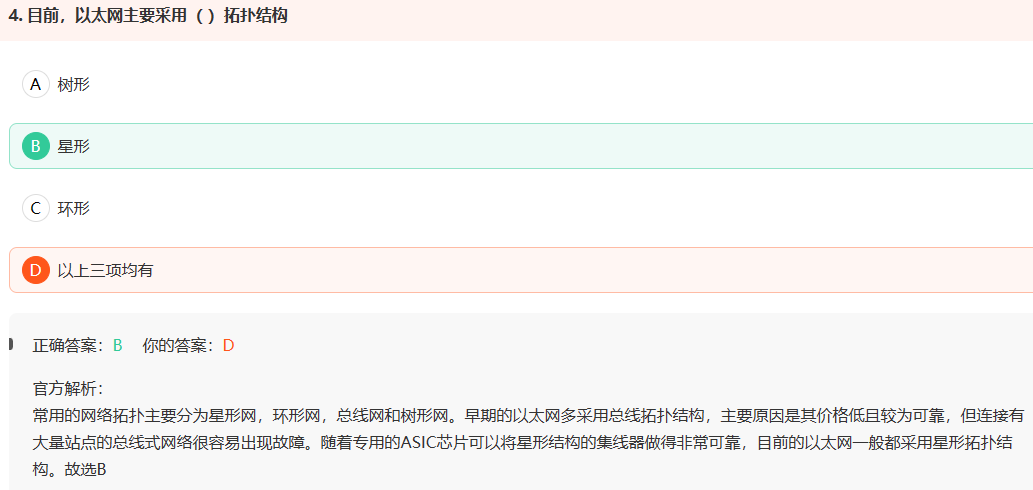 4. 目前，以太网主要采用（ ）拓扑结构
A 树形
B 星形
C 环形
D 以上三项均有
正确答案：B 你的答案：D
官方解析：
常用的网络拓扑主要分为星形网，环形网，总线网和树形网。早期的以太网多采用总线拓扑结构，主要原因是其价格低且较为可靠，但连接有
大量站点的总线式网络很容易出现故障。随着专用的ASIC芯片可以将星形结构的集线器做得非常可靠，目前的以太网一般都采用星形拓扑结
构。故选B